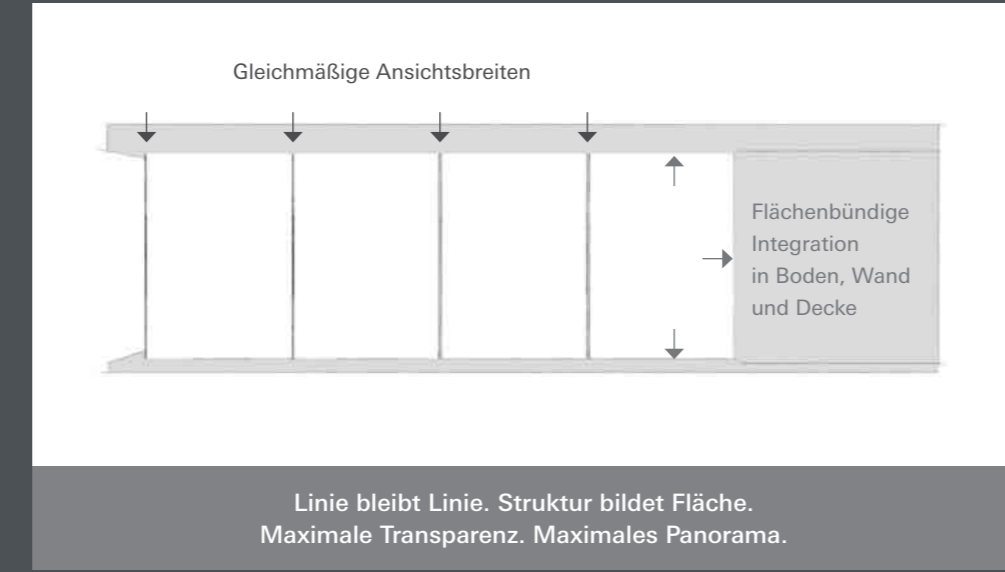 Gleichmäßige Ansichtsbreiten
Flächenbündige
Integration
in Boden, Wand
und Decke
Linie bleibt Linie. Struktur bildet Fläche.
Maximale Transparenz. Maximales Panorama.